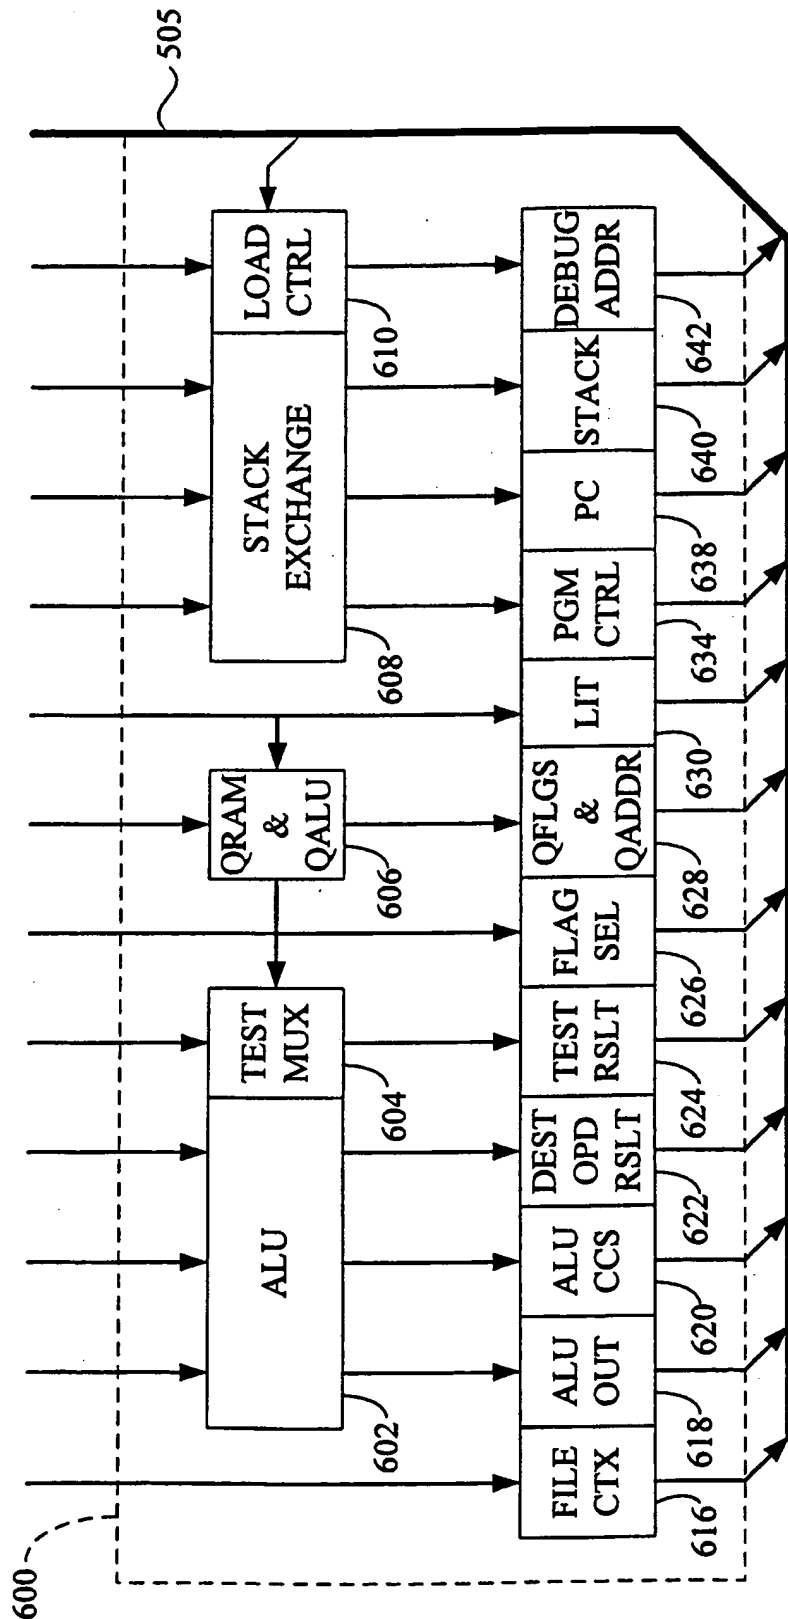 600
505
ALU
TEST
MUX
QRAM
&
QALU
STACK
EXCHANGE
LOAD
CTRL
602
604
606
608
610
FILE
CTX
ALU
OUT
ALU
CCS
DEST
OPD
RSLT
TEST
RSLT
FLAG
SEL
QFLGS
&
QADDR
LIT
PGM
CTRL
PC
STACK
DEBUG
ADDR
616
618
620
622
624
626
628
630
634
638
640
642